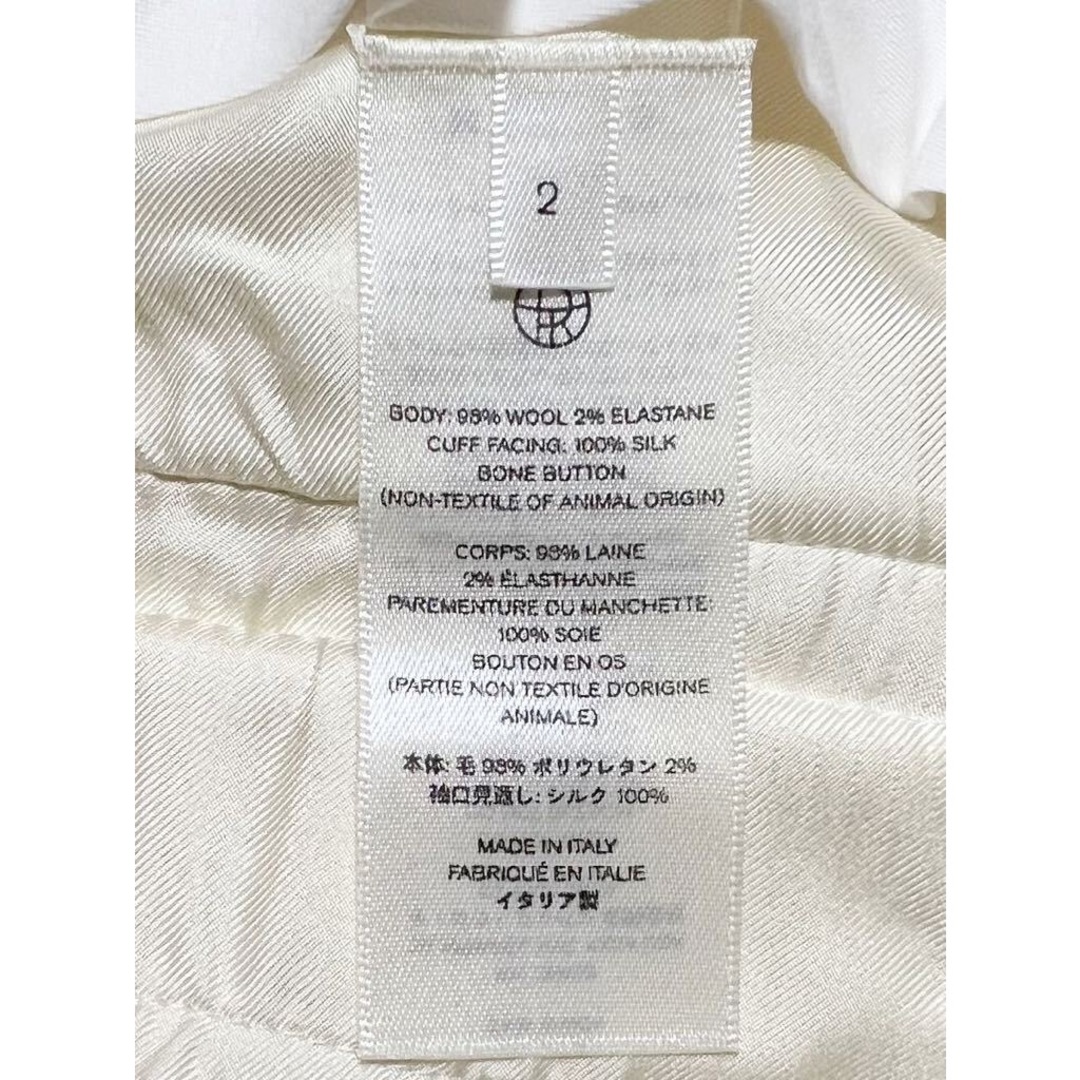 2
BODY: 98% WOOL 2% ELASTANE
CUFF FACING: 100% SILK
BONE BUTTON
(NON-TEXTILE OF ANIMAL ORIGIN)
CORPS: 98% LAINE
2% ÉLASTHANNE
PAREMENTURE DU MANCHETTE:
100% SOIE
BOUTON EN OS
(PARTIE NON TEXTILE D'ORIGINE
ANIMALE)
本体: 毛 98% ポリウレタン 2%
袖口見返し: シルク 100%
MADE IN ITALY
FABRIQUÉ EN ITALIE
イタリア製